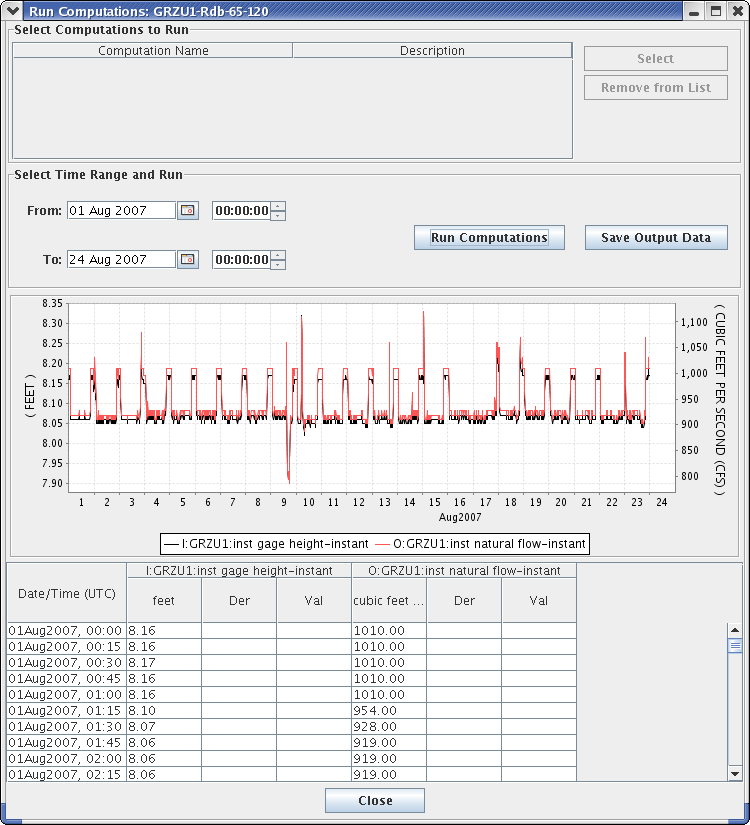 Run Computations: GRZU1-Rdb-65-120
Select Computations to Run
Computation Name Description
Select
Remove from List
Select Time Range and Run
From: 01 Aug 2007 00:00:00
Run Computations Save Output Data
To: 24 Aug 2007 00:00:00
8.35
8.30
8.25
8.20
8.15
8.10
8.05
8.00
7.95
7.90
( FEET )
1,100
1,050
1,000
950
900
850
800
( CUBIC FEET PER SECOND (CFS) )
1 2 3 4 5 6 7 8 9 10 11 12 13 14 15 16 17 18 19 20 21 22 23 24
Aug2007
I:GRZU1:inst gage height-instant O:GRZU1:inst natural flow-instant
Date/Time (UTC) I:GRZU1:inst gage height-instant O:GRZU1:inst natural flow-instant
feet Der Val cubic feet ... Der Val
01Aug2007, 00:00 8.16 1010.00
01Aug2007, 00:15 8.16 1010.00
01Aug2007, 00:30 8.17 1010.00
01Aug2007, 00:45 8.16 1010.00
01Aug2007, 01:00 8.16 1010.00
01Aug2007, 01:15 8.10 954.00
01Aug2007, 01:30 8.07 928.00
01Aug2007, 01:45 8.06 919.00
01Aug2007, 02:00 8.06 919.00
01Aug2007, 02:15 8.06 919.00
Close